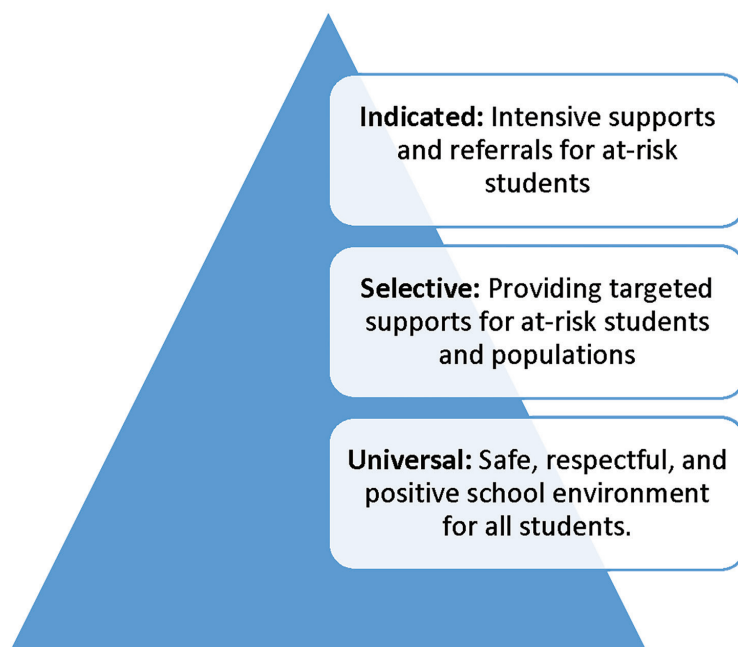 Indicated: Intensive supports
and referrals for at-risk
students
Selective: Providing targeted
supports for at-risk students
and populations
Universal: Safe, respectful, and
positive school environment
for all students.